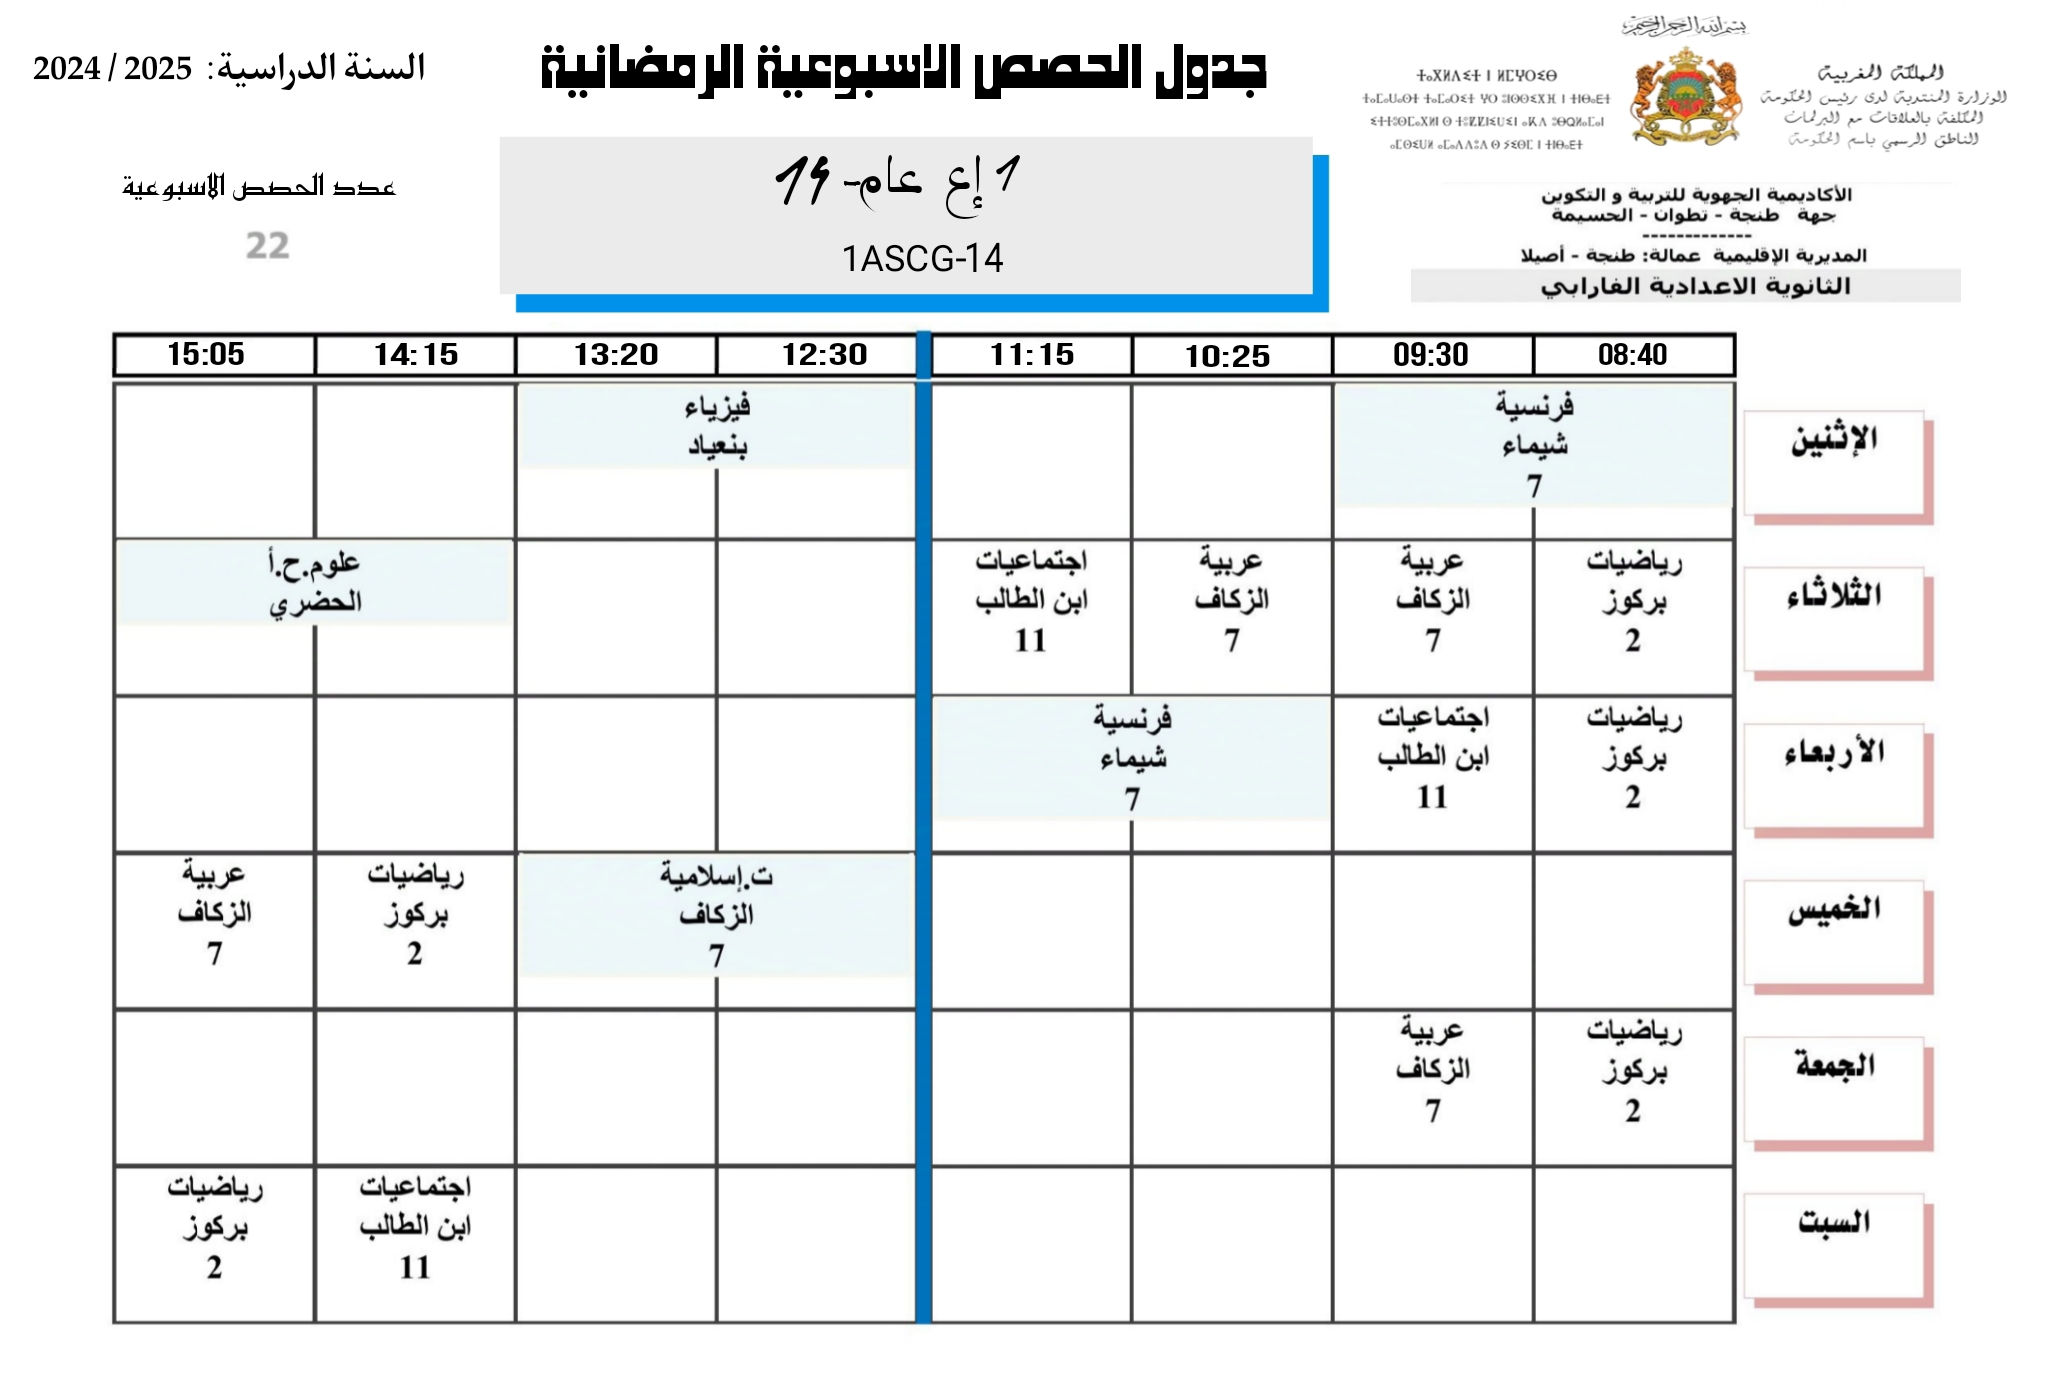 السنة الدراسية: 2025 / 2024
جدول الحصص الاسبوعية الرمضانية
ⵜⴰⴳⵍⴷⵉⵜ ⵏ ⵍⵎⵖⵔⵉⴱ
المملكة المغربية
الوزارة المنتدبة لدى رئيس الحكومة
المكلفة بالعلاقات مع البرلمان
الناطق الرسمي باسم الحكومة
الأكاديمية الجهوية للتربية و التكوين
جهة طنجة - تطوان - الحسيمة
-------------
المديرية الإقليمية عمالة: طنجة - أصيلا
الثانوية الاعدادية الفارابي
1 إع عام-14
1ASCG-14
عدد الحصص الاسبوعية
22
08:40 09:30 10:25 11:15 12:30 13:20 14:15 15:05
الإثنين
فرنسية
شيماء
7
فيزياء
بنعياد
الثلاثاء
رياضيات
بركوز
2
عربية
الزكاف
7
عربية
الزكاف
7
اجتماعيات
ابن الطالب
11
علوم.ح.أ
الحضري
الأربعاء
رياضيات
بركوز
2
اجتماعيات
ابن الطالب
11
فرنسية
شيماء
7
الخميس
ت.إسلامية
الزكاف
7
رياضيات
بركوز
2
عربية
الزكاف
7
الجمعة
رياضيات
بركوز
2
عربية
الزكاف
7
السبت
اجتماعيات
ابن الطالب
11
رياضيات
بركوز
2